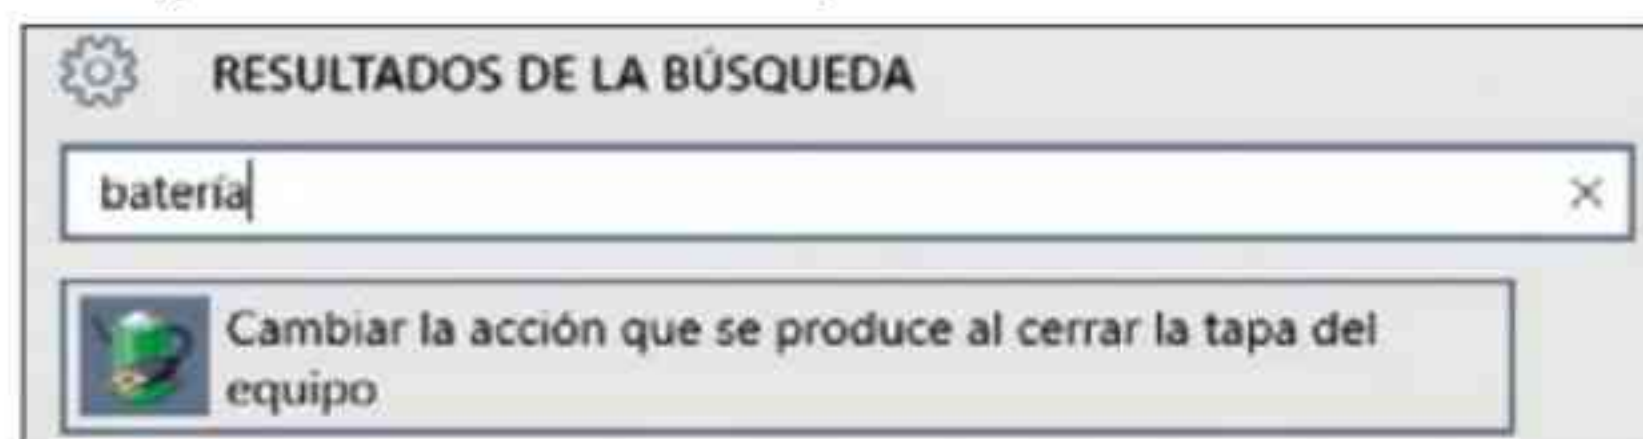 RESULTADOS DE LA BÚSQUEDA
batería
Cambiar la acción que se produce al cerrar la tapa del
equipo